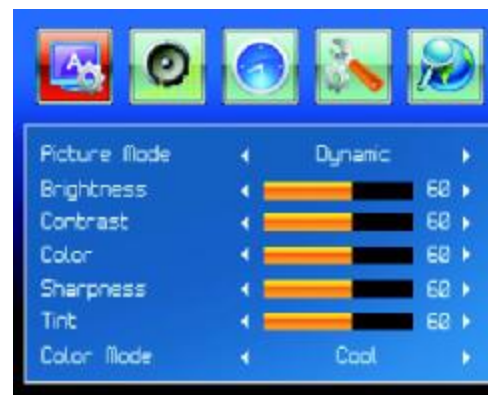 A
Picture Mode Dynamic
Brightness 60
Contrast 60
Color 60
Sharpness 60
Tint 60
Color Mode Cool